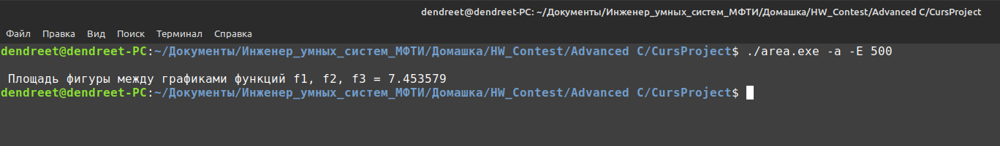 dendreet@dendreet-PC: ~/Документы/Инженер_умных_систем_МФТИ/Домашка/HW_Contest/Advanced C/CursProject
Файл Правка Вид Поиск Терминал Справка
dendreet@dendreet-PC:~/Документы/Инженер_умных_систем_МФТИ/Домашка/HW_Contest/Advanced C/CursProject$ ./area.exe -a -E 500
Площадь фигуры между графиками функций f1, f2, f3 = 7.453579
dendreet@dendreet-PC:~/Документы/Инженер_умных_систем_МФТИ/Домашка/HW_Contest/Advanced C/CursProject$